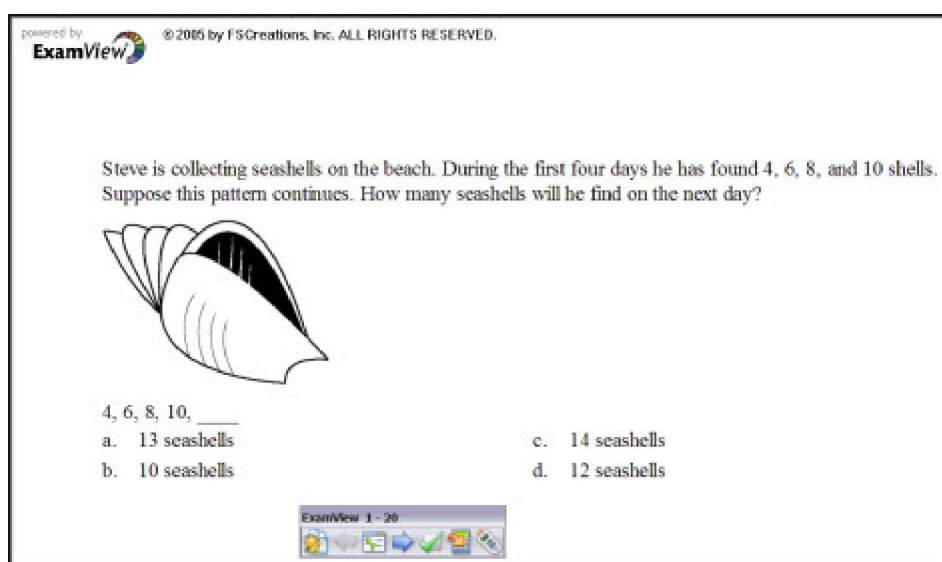 powered by
ExamView
© 2005 by FSCreations, Inc. ALL RIGHTS RESERVED.
Steve is collecting seashells on the beach. During the first four days he has found 4, 6, 8, and 10 shells.
Suppose this pattern continues. How many seashells will he find on the next day?
4, 6, 8, 10, ____
a. 13 seashells
c. 14 seashells
b. 10 seashells
d. 12 seashells
ExamView 1 - 20